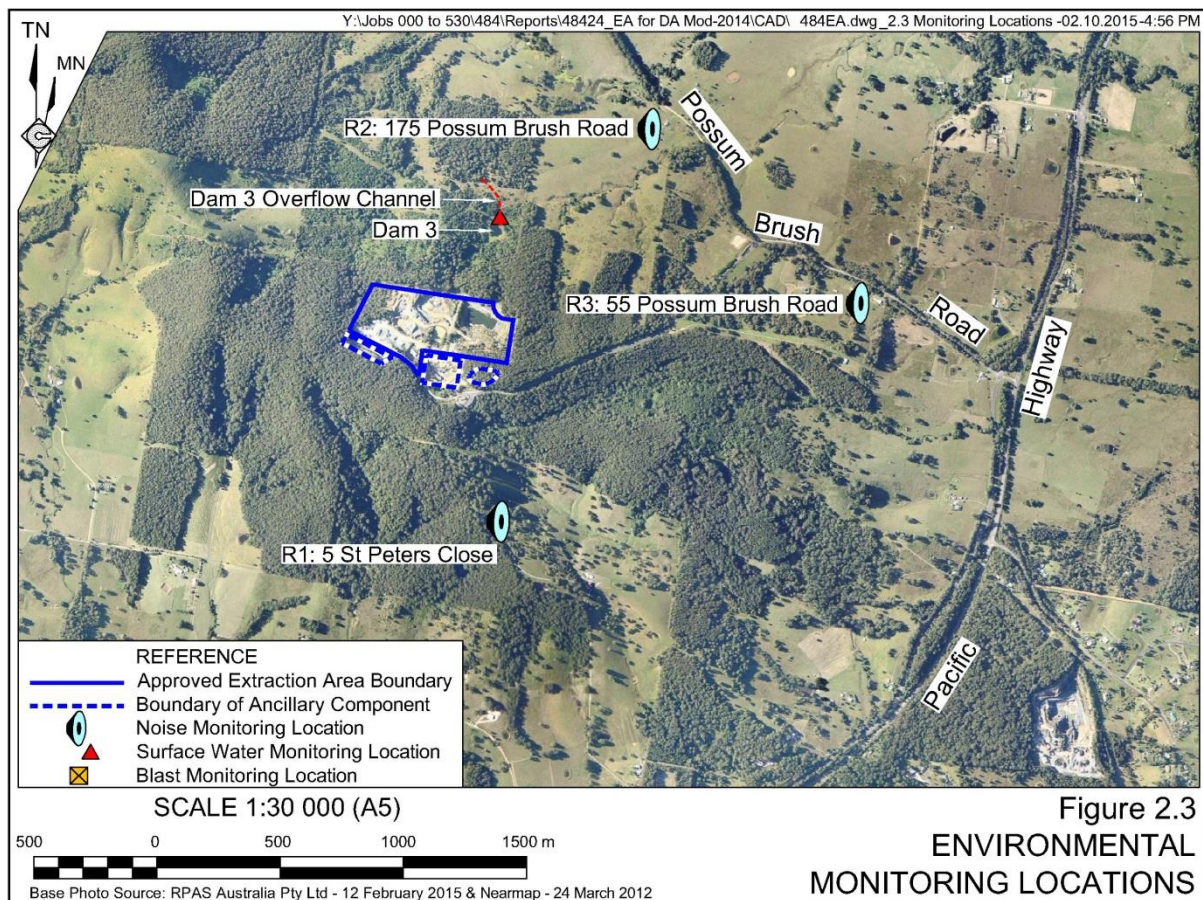 Y:\Jobs 000 to 530\484\Reports\48424_EA for DA Mod-2014\CAD\ 484EA.dwg_2.3 Monitoring Locations -02.10.2015-4:56 PM
TN
MN
R2: 175 Possum Brush Road
Possum
Dam 3 Overflow Channel
Dam 3
Brush
R3: 55 Possum Brush Road
Road
Highway
R1: 5 St Peters Close
Pacific
REFERENCE
Approved Extraction Area Boundary
Boundary of Ancillary Component
Noise Monitoring Location
Surface Water Monitoring Location
Blast Monitoring Location
SCALE 1:30 000 (A5)
500 0 500 1000 1500 m
Base Photo Source: RPAS Australia Pty Ltd - 12 February 2015 & Nearmap - 24 March 2012
Figure 2.3
ENVIRONMENTAL
MONITORING LOCATIONS